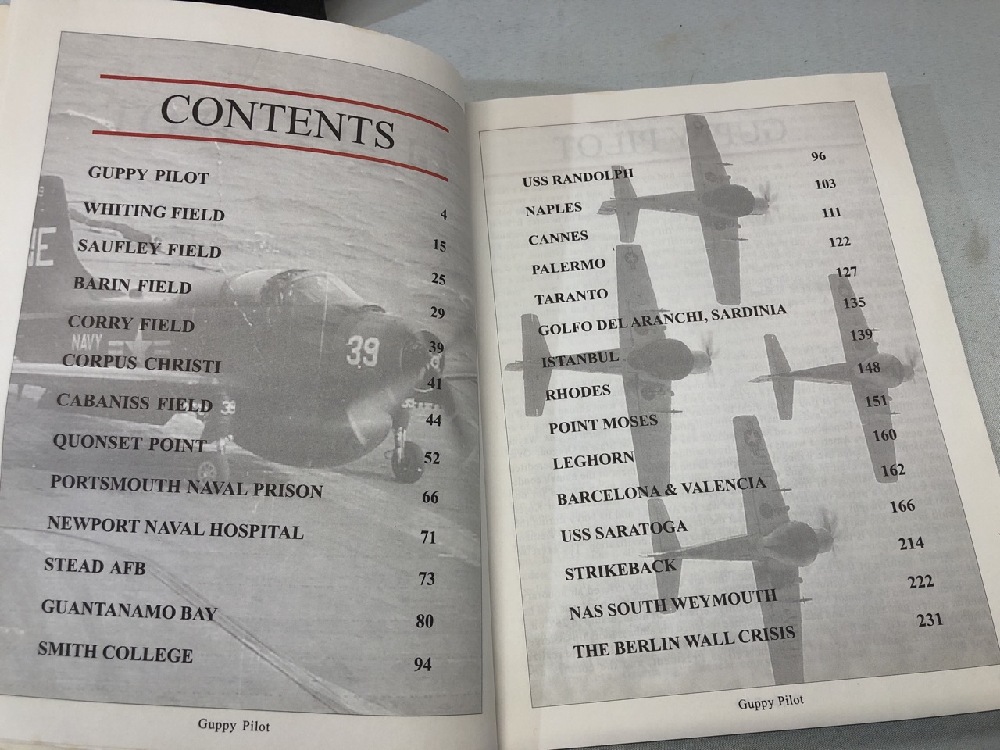 CONTENTS
GUPPY PILOT 4
WHITING FIELD 15
SAUFLEY FIELD 25
BARIN FIELD 29
CORRY FIELD 39
CORPUS CHRISTI 41
CABANISS FIELD 44
QUONSET POINT 52
PORTSMOUTH NAVAL PRISON 66
NEWPORT NAVAL HOSPITAL 71
STEAD AFB 73
GUANTANAMO BAY 80
SMITH COLLEGE 94
NAVY
39
Guppy Pilot
USS RANDOLPH 96
NAPLES 103
CANNES 111
PALERMO 122
TARANTO 127
GOLFO DEL ARANCHI, SARDINIA 135
ISTANBUL 139
RHODES 148
POINT MOSES 151
LEGHORN 160
BARCELONA & VALENCIA 162
USS SARATOGA 166
STRIKEBACK 214
NAS SOUTH WEYMOUTH 222
THE BERLIN WALL CRISIS 231
Guppy Pilot